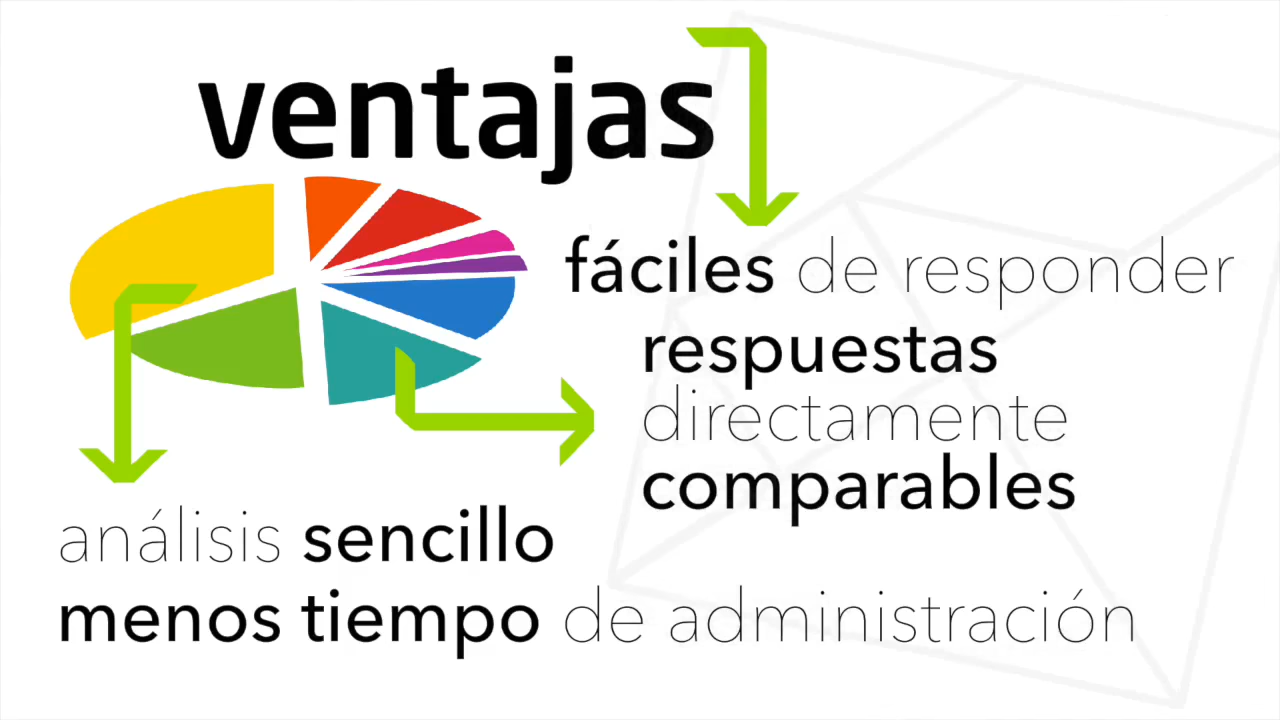 ventajas
fáciles de responder
respuestas
directamente
comparables
análisis sencillo
menos tiempo de administración